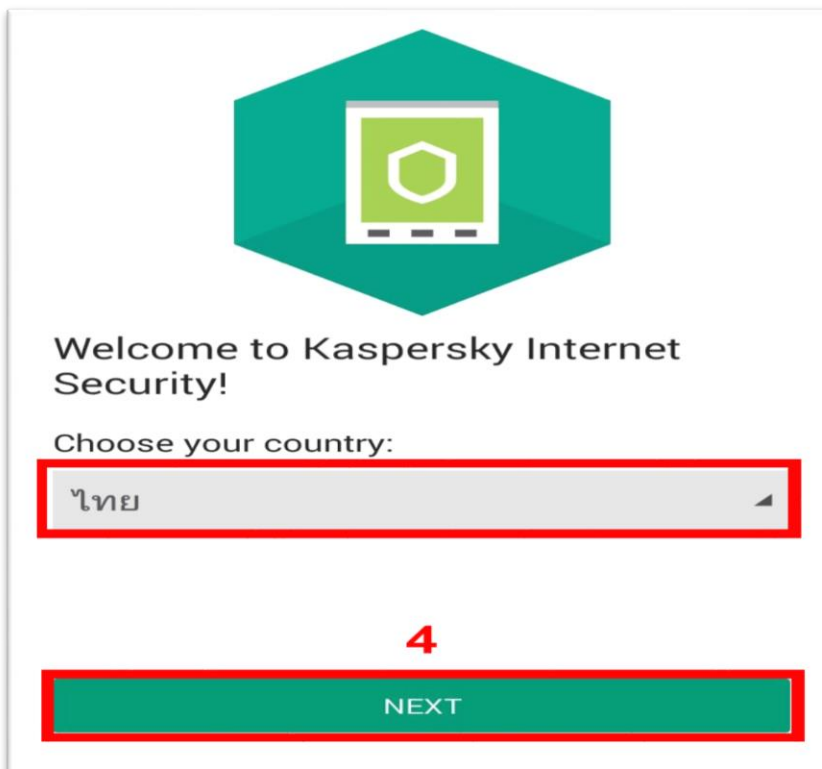 Welcome to Kaspersky Internet
Security!
Choose your country:
ไทย
4
NEXT